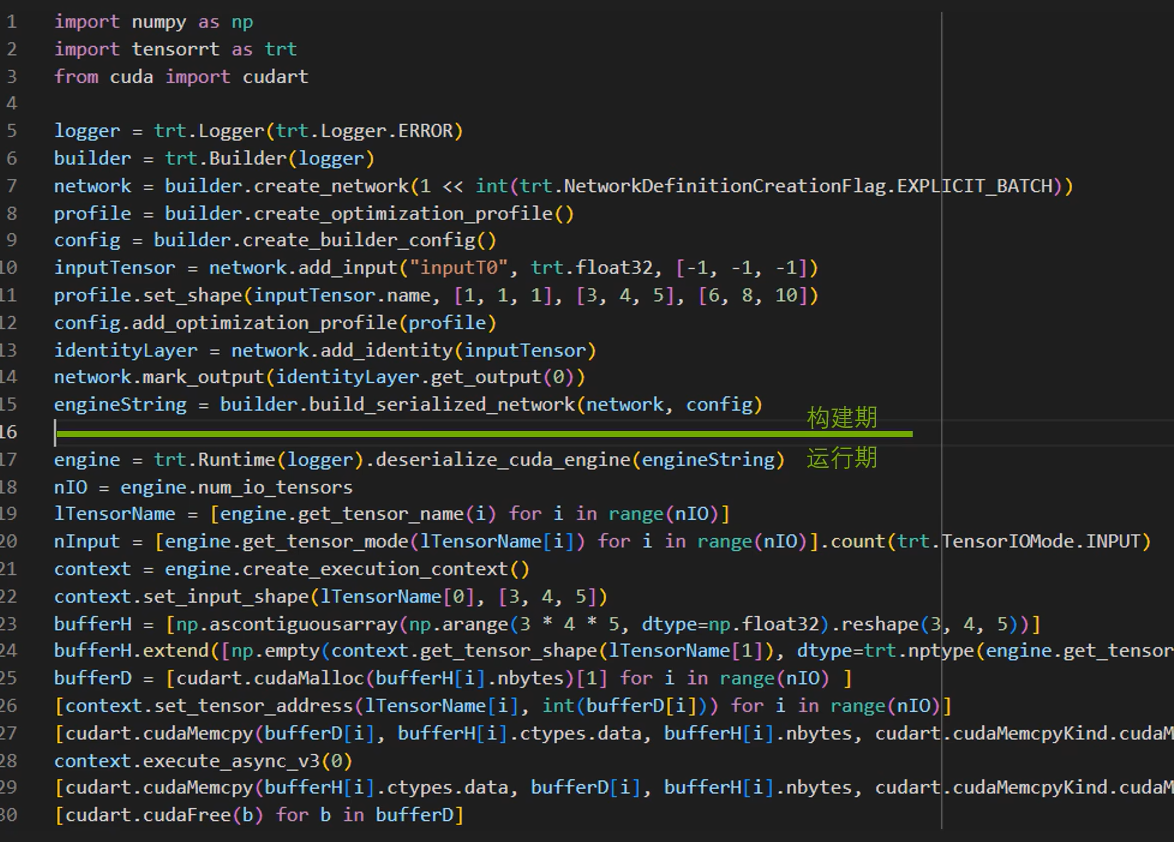 1 import numpy as np
2 import tensorrt as trt
3 from cuda import cudart
4
5 logger = trt.Logger(trt.Logger.ERROR)
6 builder = trt.Builder(logger)
7 network = builder.create_network(1 << int(trt.NetworkDefinitionCreationFlag.EXPLICIT_BATCH))
8 profile = builder.create_optimization_profile()
9 config = builder.create_builder_config()
10 inputTensor = network.add_input("inputT0", trt.float32, [-1, -1, -1])
11 profile.set_shape(inputTensor.name, [1, 1, 1], [3, 4, 5], [6, 8, 10])
12 config.add_optimization_profile(profile)
13 identityLayer = network.add_identity(inputTensor)
14 network.mark_output(identityLayer.get_output(0))
15 engineString = builder.build_serialized_network(network, config)
构建期
16
17 engine = trt.Runtime(logger).deserialize_cuda_engine(engineString) 运行期
18 nIO = engine.num_io_tensors
19 lTensorName = [engine.get_tensor_name(i) for i in range(nIO)]
20 nInput = [engine.get_tensor_mode(lTensorName[i]) for i in range(nIO)].count(trt.TensorIOMode.INPUT)
21 context = engine.create_execution_context()
22 context.set_input_shape(lTensorName[0], [3, 4, 5])
23 bufferH = [np.ascontiguousarray(np.arange(3 * 4 * 5, dtype=np.float32).reshape(3, 4, 5))]
24 bufferH.extend([np.empty(context.get_tensor_shape(lTensorName[1]), dtype=trt.nptype(engine.get_tensor
25 bufferD = [cudart.cudaMalloc(bufferH[i].nbytes)[1] for i in range(nIO) ]
26 [context.set_tensor_address(lTensorName[i], int(bufferD[i])) for i in range(nIO)]
27 [cudart.cudaMemcpy(bufferD[i], bufferH[i].ctypes.data, bufferH[i].nbytes, cudart.cudaMemcpyKind.cudaM
28 context.execute_async_v3(0)
29 [cudart.cudaMemcpy(bufferH[i].ctypes.data, bufferD[i], bufferH[i].nbytes, cudart.cudaMemcpyKind.cudaM
30 [cudart.cudaFree(b) for b in bufferD]